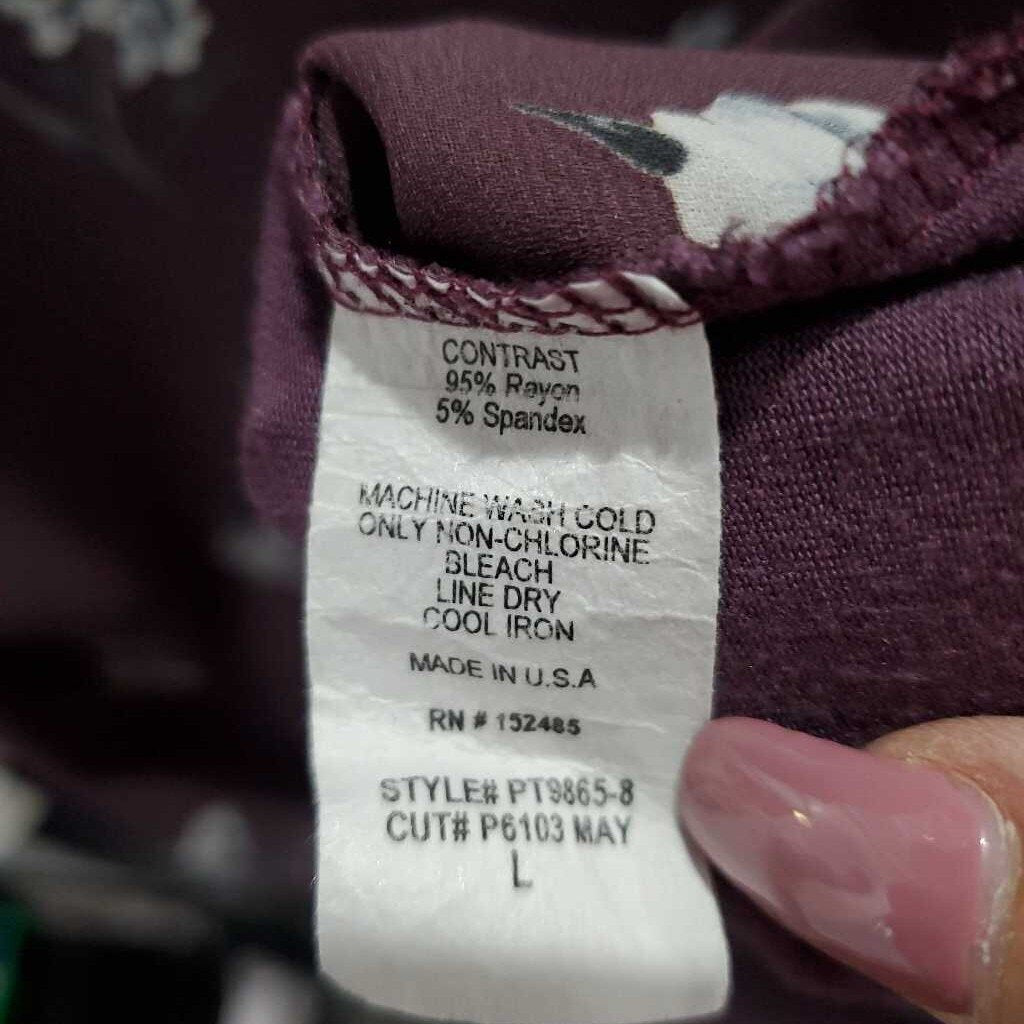 CONTRAST
95% Rayon
5% Spandex
MACHINE WASH COLD
ONLY NON-CHLORINE
BLEACH
LINE DRY
COOL IRON
MADE IN U.S.A
RN # 152485
STYLE# PT9865-8
CUT# P6103 MAY
L